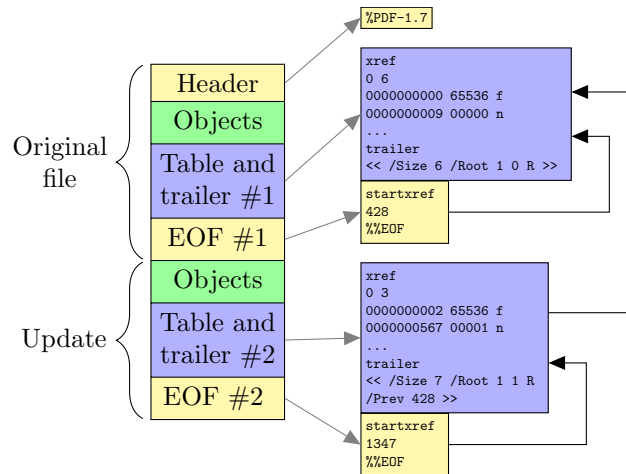 %PDF-1.7
Original
file
Header
Objects
Table and
trailer #1
EOF #1
xref
0 6
0000000000 65536 f
0000000009 00000 n
...
trailer
<< /Size 6 /Root 1 0 R >>
startxref
428
%%EOF
Update
Objects
Table and
trailer #2
EOF #2
xref
0 3
0000000002 65536 f
0000000567 00001 n
...
trailer
<< /Size 7 /Root 1 1 R
/Prev 428 >>
startxref
1347
%%EOF